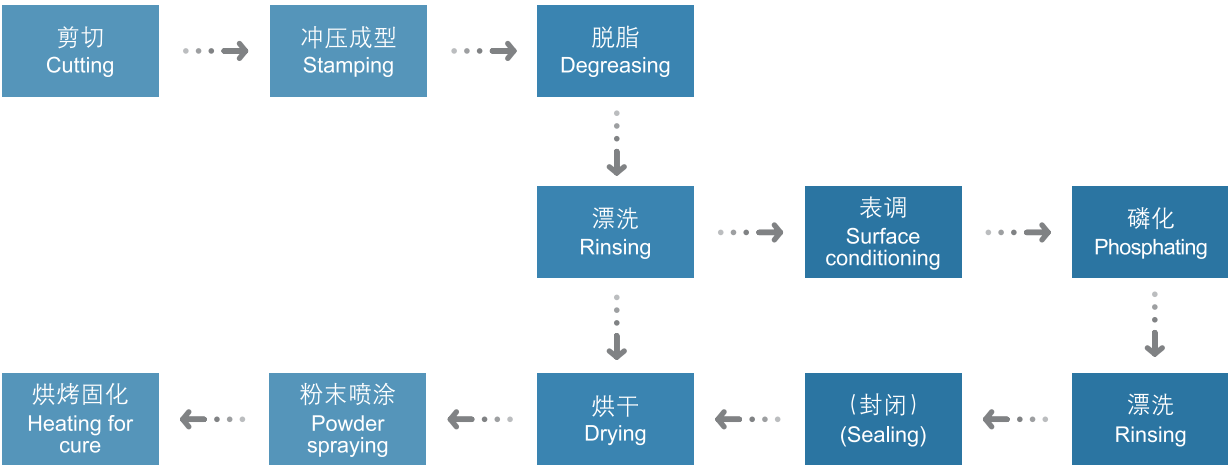 剪切
Cutting
冲压成型
Stamping
脱脂
Degreasing
漂洗
Rinsing
表调
Surface
conditioning
磷化
Phosphating
烘烤固化
Heating for
cure
粉末喷涂
Powder
spraying
烘干
Drying
（封闭）
(Sealing)
漂洗
Rinsing